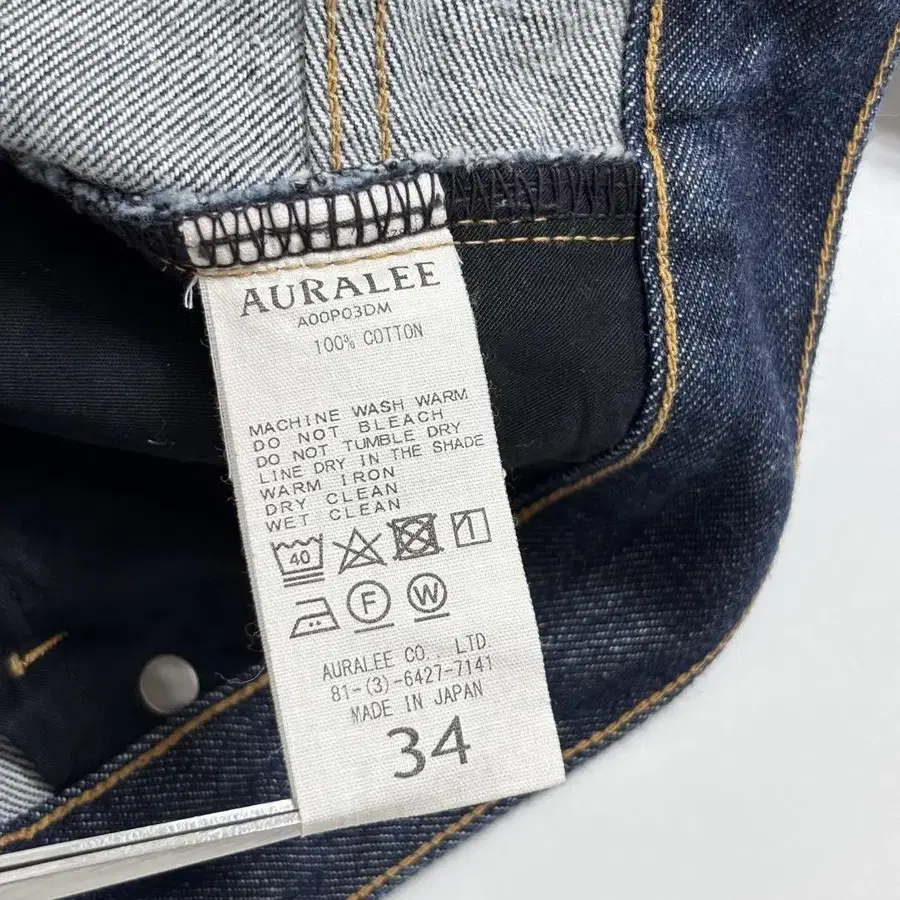 AURALEE
A00P03DM
100% COTTON
MACHINE WASH WARM
DO NOT BLEACH
DO NOT TUMBLE DRY
LINE DRY IN THE SHADE
WARM IRON
DRY CLEAN
WET CLEAN
40
F W
AURALEE CO., LTD.
81-(3)-6427-7141
MADE IN JAPAN
34